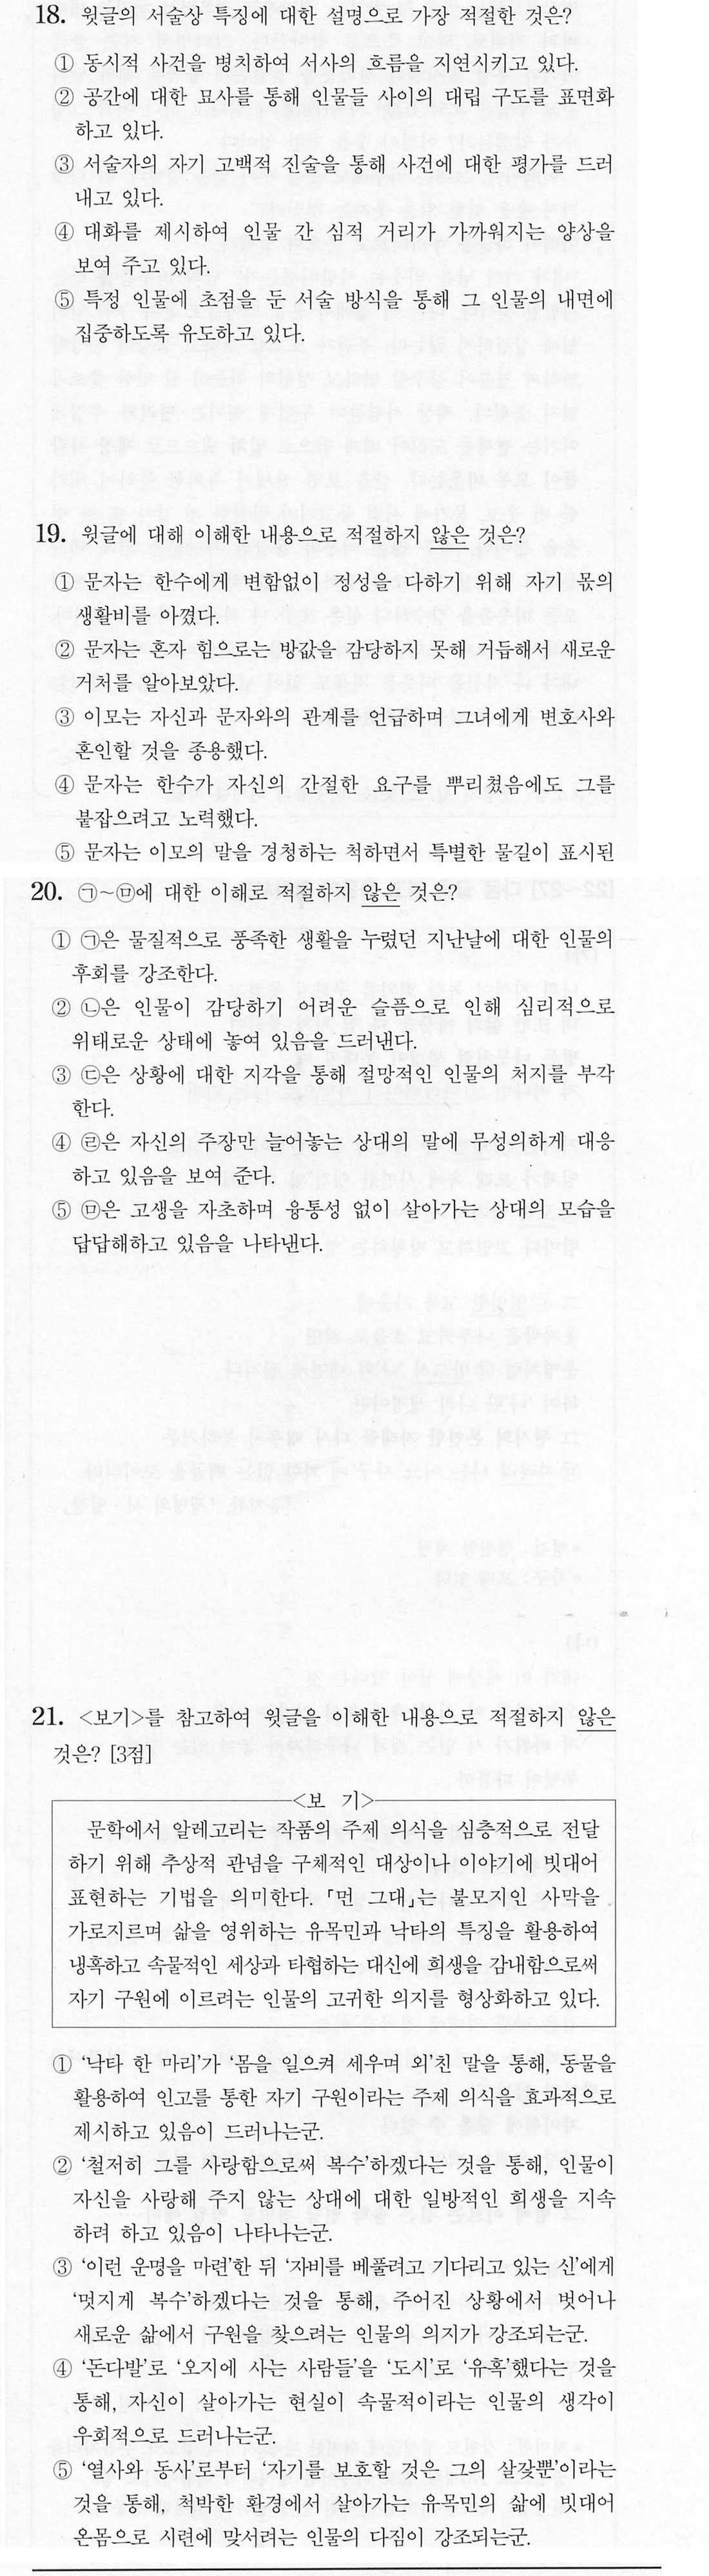 18. 윗글의 서술상 특징에 대한 설명으로 가장 적절한 것은?
① 동시적 사건을 병치하여 서사의 흐름을 지연시키고 있다.
② 공간에 대한 묘사를 통해 인물들 사이의 대립 구도를 표면화
하고 있다.
③ 서술자의 자기 고백적 진술을 통해 사건에 대한 평가를 드러
내고 있다.
④ 대화를 제시하여 인물 간 심적 거리가 가까워지는 양상을
보여 주고 있다.
⑤ 특정 인물에 초점을 둔 서술 방식을 통해 그 인물의 내면에
집중하도록 유도하고 있다.
19. 윗글에 대해 이해한 내용으로 적절하지 않은 것은?
① 문자는 한수에게 변함없이 정성을 다하기 위해 자기 몫의
생활비를 아꼈다.
② 문자는 혼자 힘으로는 방값을 감당하지 못해 거듭해서 새로운
거처를 알아보았다.
③ 이모는 자신과 문자와의 관계를 언급하며 그녀에게 변호사와
혼인할 것을 종용했다.
④ 문자는 한수가 자신의 간절한 요구를 뿌리쳤음에도 그를
붙잡으려고 노력했다.
⑤ 문자는 이모의 말을 경청하는 척하면서 특별한 물길이 표시된
20. ㉠~㉤에 대한 이해로 적절하지 않은 것은?
① ㉠은 물질적으로 풍족한 생활을 누렸던 지난날에 대한 인물의
후회를 강조한다.
② ㉡은 인물이 감당하기 어려운 슬픔으로 인해 심리적으로
위태로운 상태에 놓여 있음을 드러낸다.
③ ㉢은 상황에 대한 지각을 통해 절망적인 인물의 처지를 부각
한다.
④ ㉣은 자신의 주장만 늘어놓는 상대의 말에 무성의하게 대응
하고 있음을 보여 준다.
⑤ ㉤은 고생을 자초하며 융통성 없이 살아가는 상대의 모습을
답답해하고 있음을 나타낸다.
21. <보기>를 참고하여 윗글을 이해한 내용으로 적절하지 않은
것은? [3점]
<보 기>
문학에서 알레고리는 작품의 주제 의식을 심층적으로 전달
하기 위해 추상적 관념을 구체적인 대상이나 이야기에 빗대어
표현하는 기법을 의미한다. 「먼 그대」는 불모지인 사막을
가로지르며 삶을 영위하는 유목민과 낙타의 특징을 활용하여
냉혹하고 속물적인 세상과 타협하는 대신에 희생을 감내함으로써
자기 구원에 이르려는 인물의 고귀한 의지를 형상화하고 있다.
① '낙타 한 마리'가 '몸을 일으켜 세우며 외'친 말을 통해, 동물을
활용하여 인고를 통한 자기 구원이라는 주제 의식을 효과적으로
제시하고 있음이 드러나는군.
② '철저히 그를 사랑함으로써 복수'하겠다는 것을 통해, 인물이
자신을 사랑해 주지 않는 상대에 대한 일방적인 희생을 지속
하려 하고 있음이 나타나는군.
③ '이런 운명을 마련'한 뒤 '자비를 베풀려고 기다리고 있는 신'에게
'멋지게 복수'하겠다는 것을 통해, 주어진 상황에서 벗어나
새로운 삶에서 구원을 찾으려는 인물의 의지가 강조되는군.
④ '돈다발'로 '오지에 사는 사람들'을 '도시'로 '유혹'했다는 것을
통해, 자신이 살아가는 현실이 속물적이라는 인물의 생각이
우회적으로 드러나는군.
⑤ '열사와 동사'로부터 '자기를 보호할 것은 그의 살갗뿐'이라는
것을 통해, 척박한 환경에서 살아가는 유목민의 삶에 빗대어
온몸으로 시련에 맞서려는 인물의 다짐이 강조되는군.